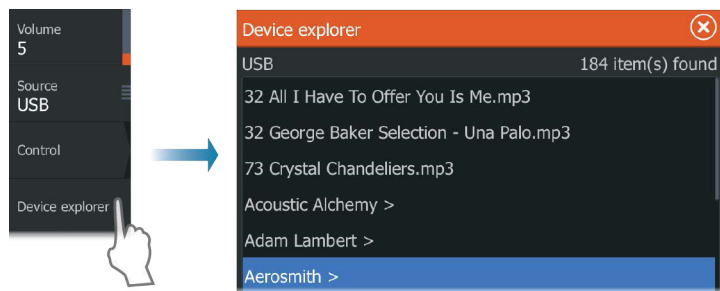 Volume
5
Source
USB
Control
Device explorer
Device explorer
USB 184 item(s) found
32 All I Have To Offer You Is Me.mp3
32 George Baker Selection - Una Palo.mp3
73 Crystal Chandeliers.mp3
Acoustic Alchemy >
Adam Lambert >
Aerosmith >